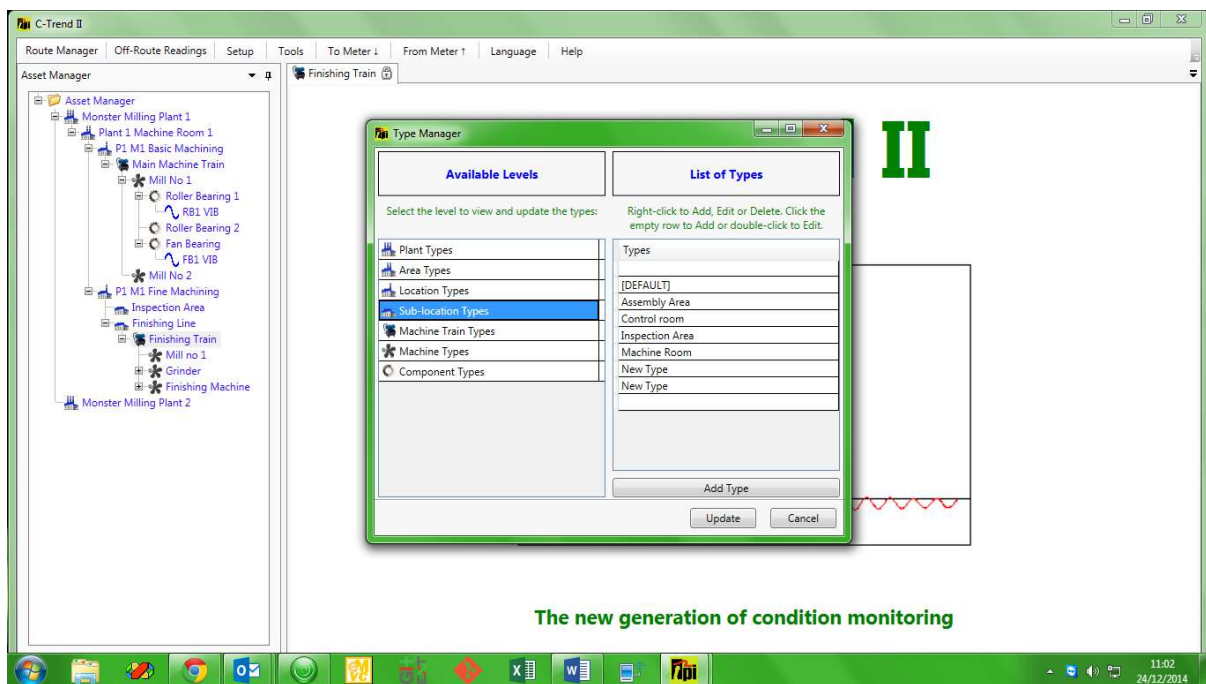 C-Trend II
Route Manager Off-Route Readings Setup Tools To Meter ↓ From Meter ↑ Language Help
Asset Manager
Finishing Train
Asset Manager
Monster Milling Plant 1
Plant 1 Machine Room 1
P1 M1 Basic Machining
Main Machine Train
Mill No 1
Roller Bearing 1
RB1 VIB
Roller Bearing 2
Fan Bearing
FB1 VIB
Mill No 2
P1 M1 Fine Machining
Inspection Area
Finishing Line
Finishing Train
Mill no 1
Grinder
Finishing Machine
Monster Milling Plant 2
II
Type Manager
Available Levels
Select the level to view and update the types:
Plant Types
Area Types
Location Types
Sub-location Types
Machine Train Types
Machine Types
Component Types
List of Types
Right-click to Add, Edit or Delete. Click the
empty row to Add or double-click to Edit.
Types
[DEFAULT]
Assembly Area
Control room
Inspection Area
Machine Room
New Type
New Type
Add Type
Update Cancel
The new generation of condition monitoring
11:02
24/12/2014